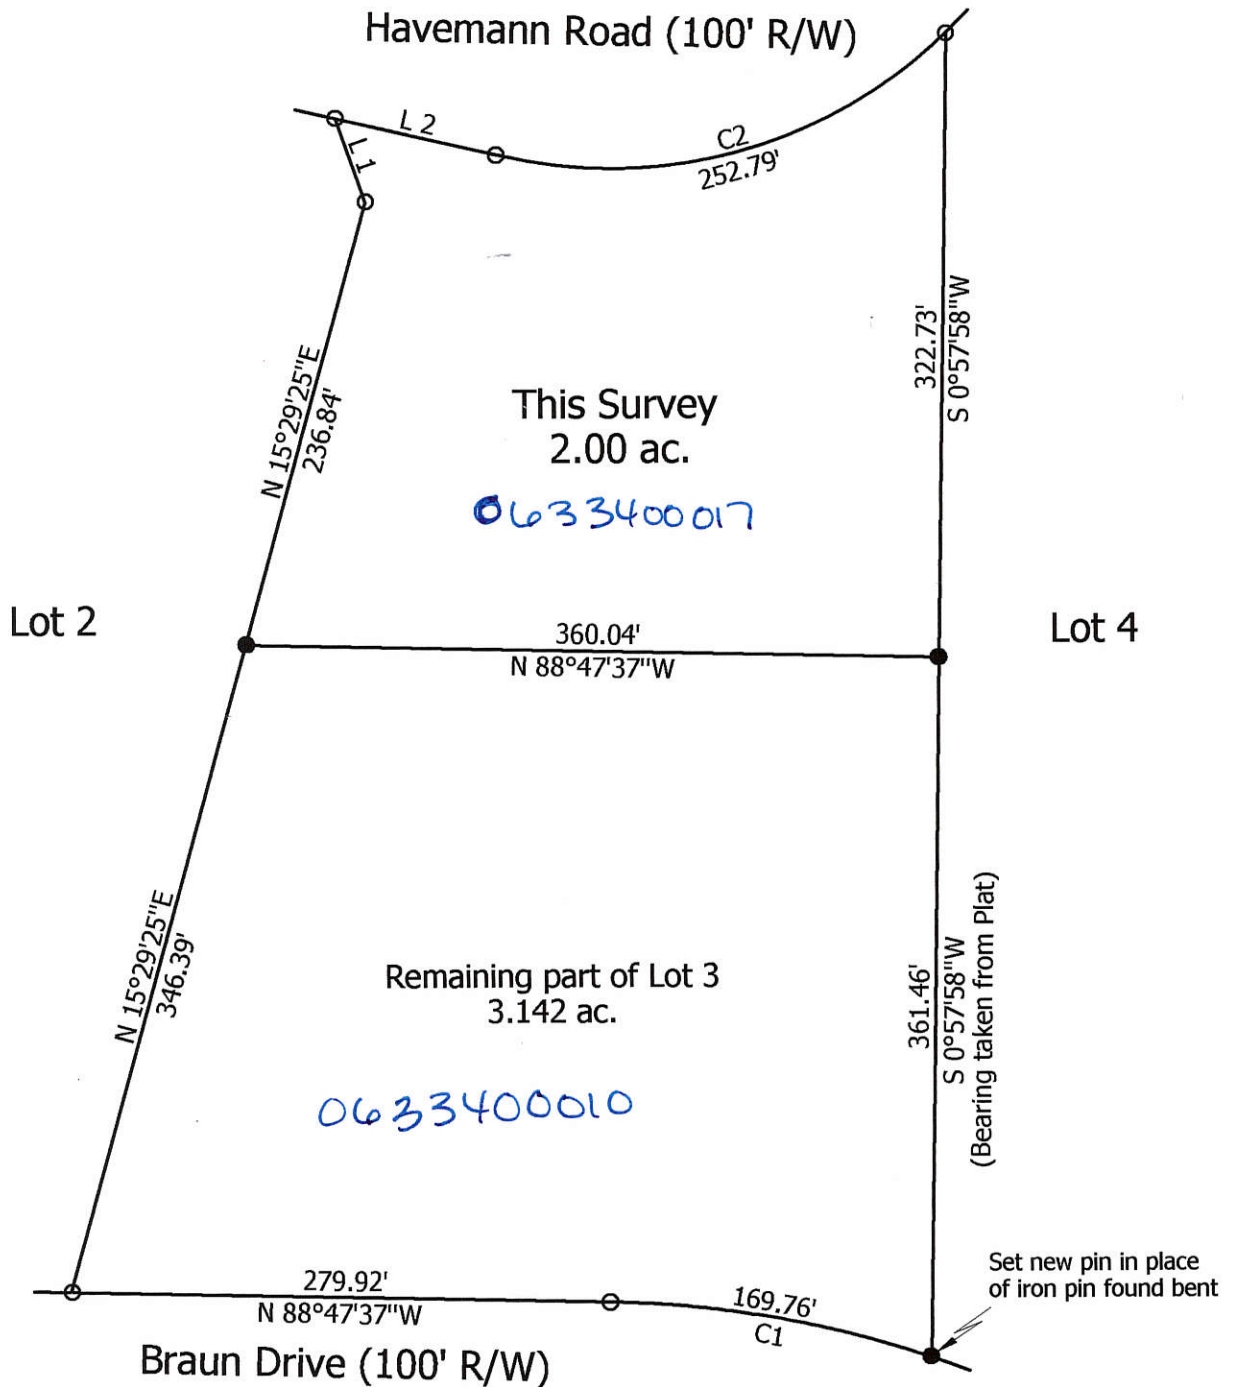 Havemann Road (100' R/W)
L 2
L 1
C2
252.79'
322.73'
S 0°57'58"W
N 15°29'25"E
236.84'
This Survey
2.00 ac.
0633400017
Lot 2
360.04'
N 88°47'37"W
Lot 4
N 15°29'25"E
346.39'
Remaining part of Lot 3
3.142 ac.
0633400010
361.46'
S 0°57'58"W
(Bearing taken from Plat)
Set new pin in place
of iron pin found bent
279.92'
N 88°47'37"W
169.76'
C1
Braun Drive (100' R/W)